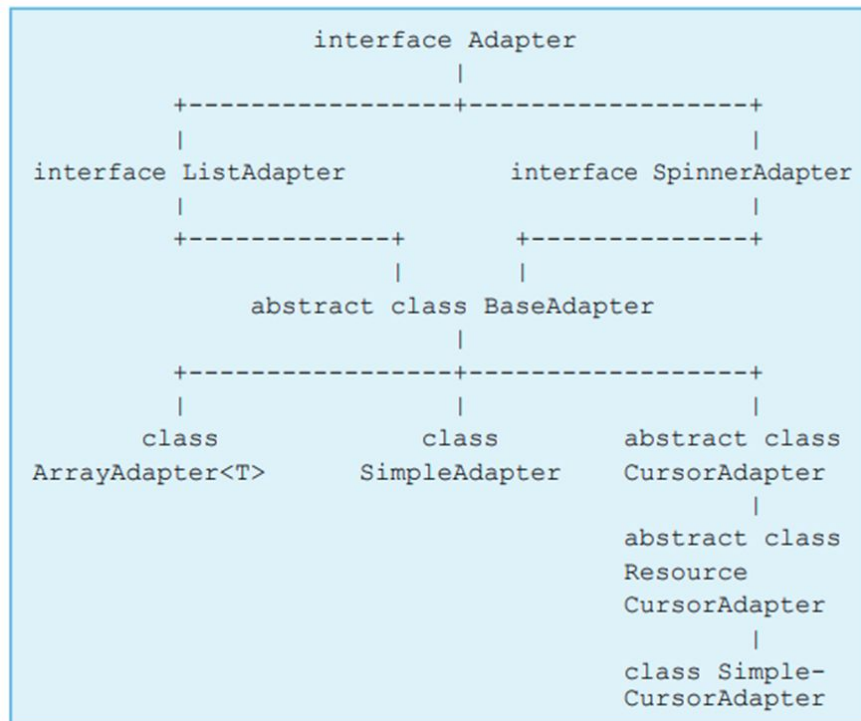 interface Adapter
|
+------------------+------------------+
| |
interface ListAdapter interface SpinnerAdapter
| |
+-------------+ +--------------+
| |
abstract class BaseAdapter
|
+-----------------+------------------+
| | |
class class abstract class
ArrayAdapter<T> SimpleAdapter CursorAdapter
|
abstract class
Resource
CursorAdapter
|
class Simple-
CursorAdapter